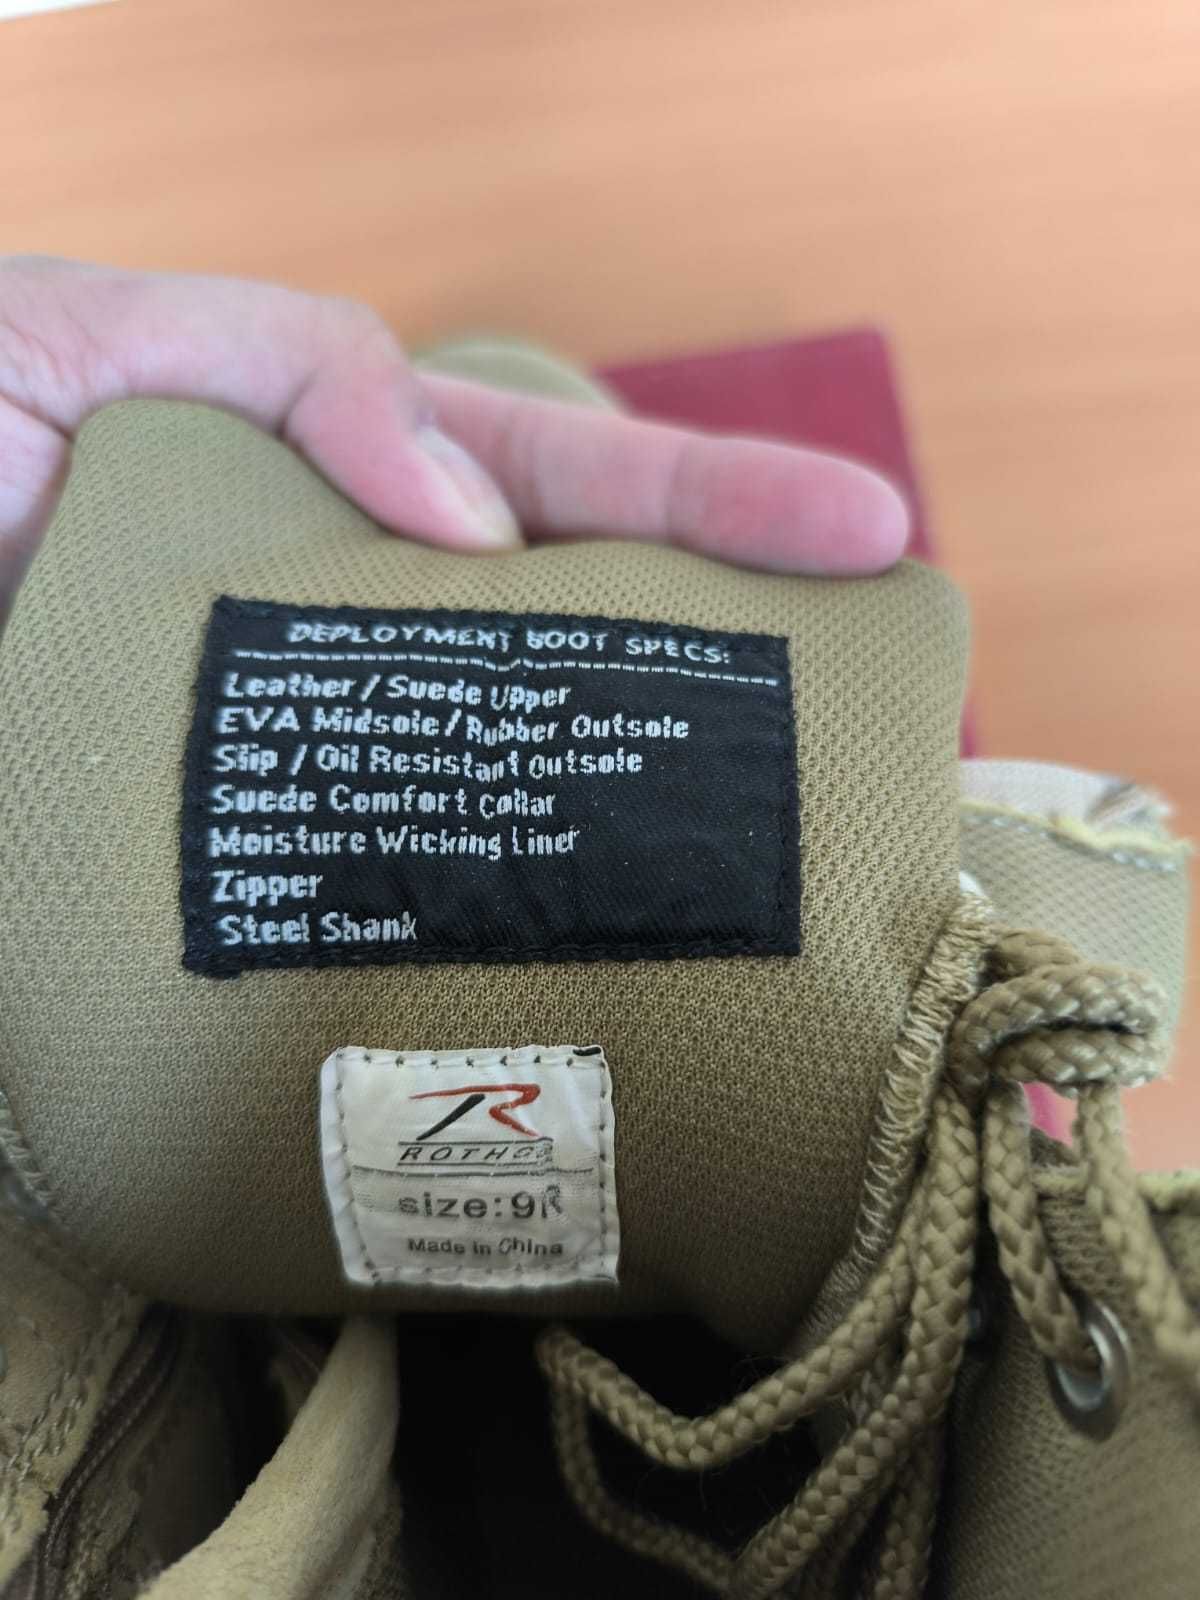 DEPLOYMENT BOOT SPECS:
Leather / Suede Upper
EVA Midsole / Rubber Outsole
Slip / Oil Resistant Outsole
Suede Comfort Collar
Moisture Wicking Liner
Zipper
Steel Shank
R
ROTHCO
size:9R
Made in China